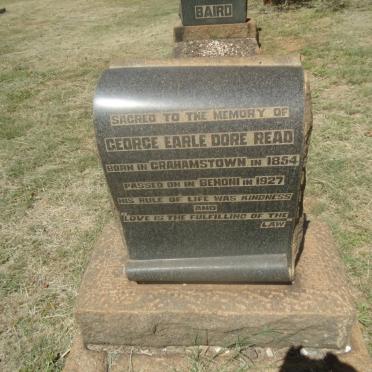 BAIRD
SACRED TO THE MEMORY OF
GEORGE EARLE DORE READ
BORN IN GRAHAMSTOWN IN 1854
PASSED ON IN BENONI IN 1927
HIS RULE OF LIFE WAS KINDNESS
AND
"LOVE IS THE FULFILLING OF THE
LAW